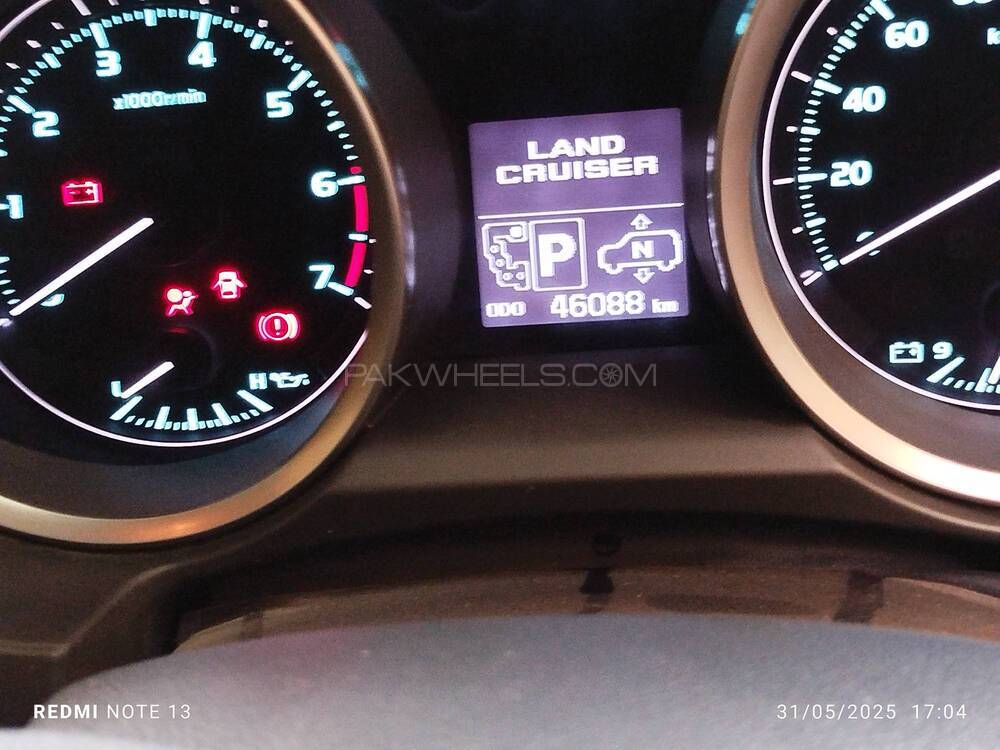 1
2
3
4
5
6
7
x1000r/min
L
H °C
LAND
CRUISER
P
N
ODO 46088 km
20
40
60
9
PAKWHEELS.COM
REDMI NOTE 13
31/05/2025 17:04